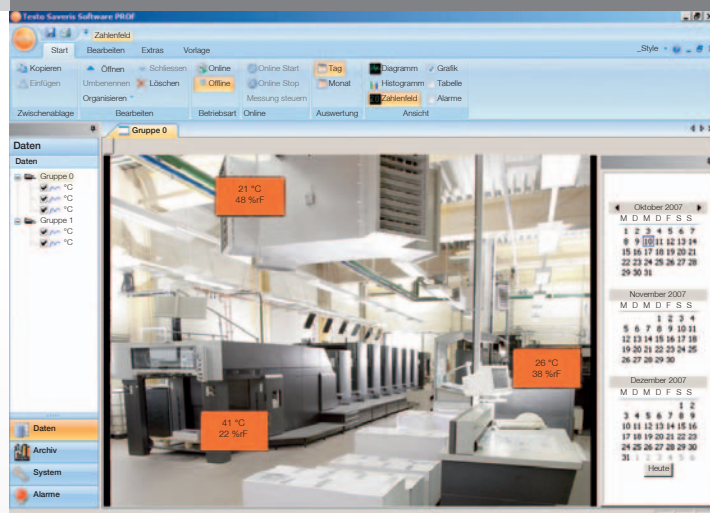 Testo Saveris Software PROF
Zahlenfeld
Start Bearbeiten Extras Vorlage _Style
Kopieren Öffnen Schliessen Online Online Start Tag Diagramm Grafik
Einfügen Umbenennen Löschen Offline Online Stop Monat Histogramm Tabelle
Organisieren Messung steuern Zahlenfeld Alarme
Zwischenablage Bearbeiten Betriebsart Online Auswertung Ansicht
Gruppe 0
Daten
Daten
Gruppe 0
°C
°C
°C
Gruppe 1
°C
°C
Daten
Archiv
System
Alarme
21 °C
48 %rF
26 °C
38 %rF
41 °C
22 %rF
Oktober 2007
M D M D F S S
1 2 3 4 5 6 7
8 9 10 11 12 13 14
15 16 17 18 19 20 21
22 23 24 25 26 27 28
29 30 31
November 2007
M D M D F S S
1 2 3 4
5 6 7 8 9 10 11
12 13 14 15 16 17 18
19 20 21 22 23 24 25
26 27 28 29 30
Dezember 2007
M D M D F S S
1 2
3 4 5 6 7 8 9
10 11 12 13 14 15 16
17 18 19 20 21 22 23
24 25 26 27 28 29 30
31 1 2 3 4 5 6
Heute